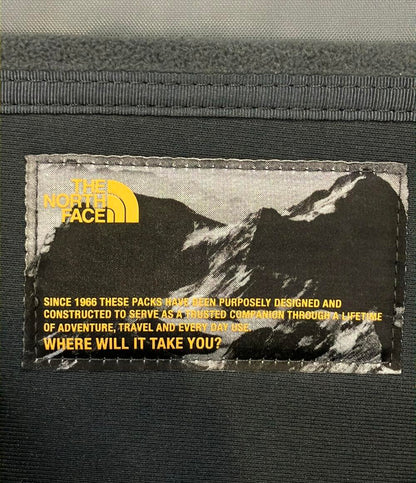 THE
NORTH
FACE
SINCE 1966 THESE PACKS HAVE BEEN PURPOSELY DESIGNED AND
CONSTRUCTED TO SERVE AS A TRUSTED COMPANION THROUGH A LIFETIME
OF ADVENTURE, TRAVEL AND EVERY DAY USE.
WHERE WILL IT TAKE YOU?